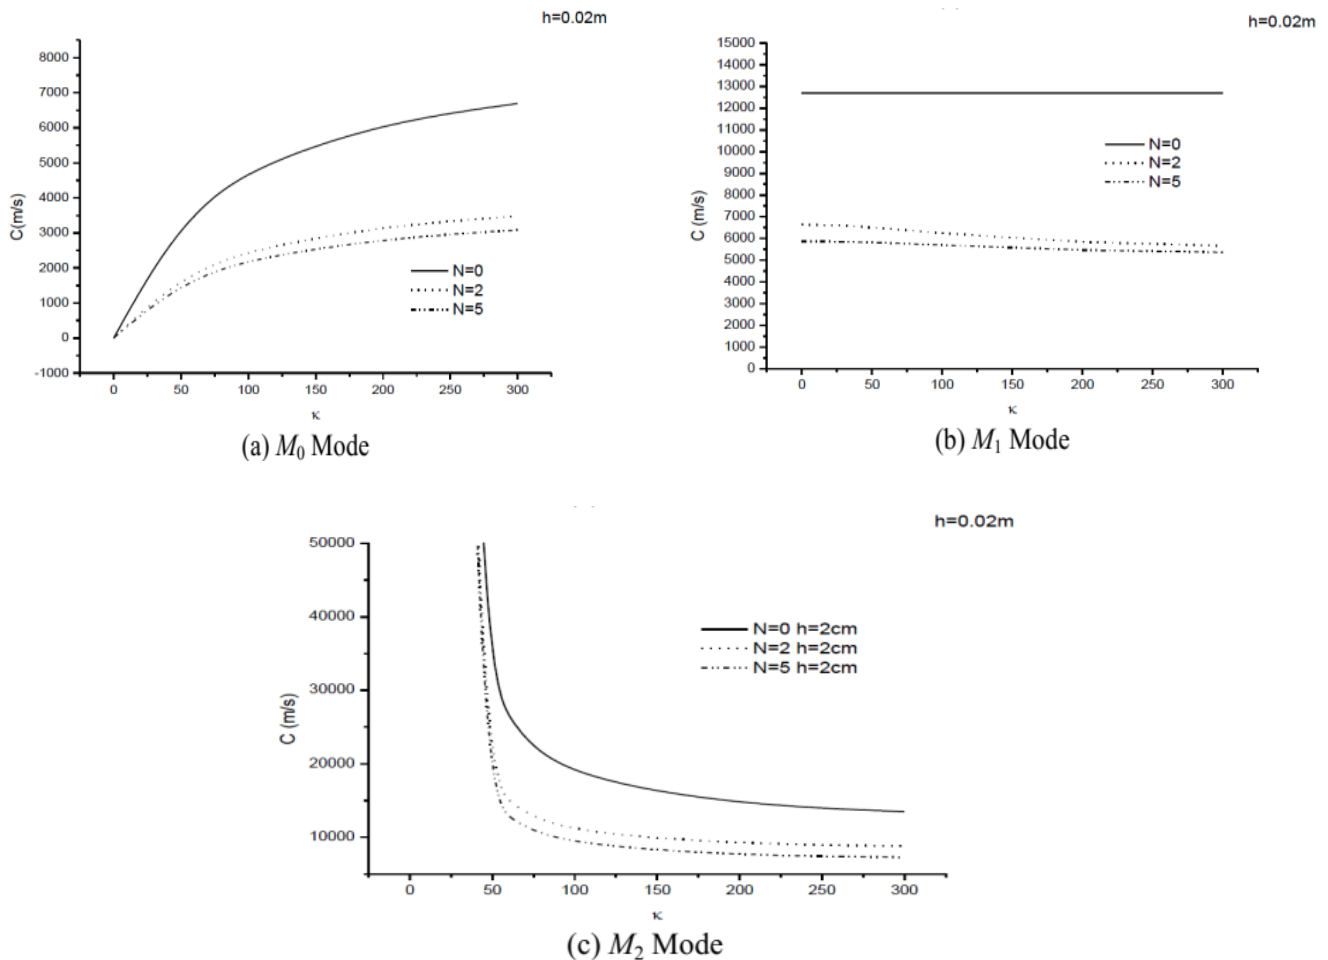 h=0.02m
8000
7000
6000
5000
4000
3000
2000
1000
0
-1000
C(m/s)
N=0
N=2
N=5
0 50 100 150 200 250 300
κ
(a) M0 Mode
h=0.02m
15000
14000
13000
12000
11000
10000
9000
8000
7000
6000
5000
4000
3000
2000
1000
0
C (m/s)
N=0
N=2
N=5
0 50 100 150 200 250 300
κ
(b) M1 Mode
h=0.02m
50000
40000
30000
20000
10000
C (m/s)
N=0 h=2cm
N=2 h=2cm
N=5 h=2cm
0 50 100 150 200 250 300
κ
(c) M2 Mode